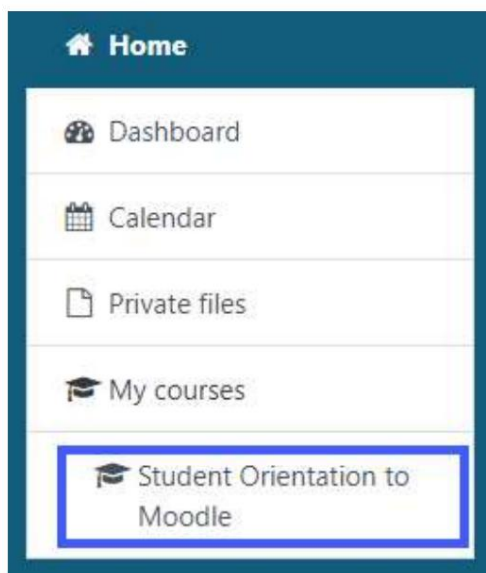 Home
Dashboard
Calendar
Private files
My courses
Student Orientation to
Moodle